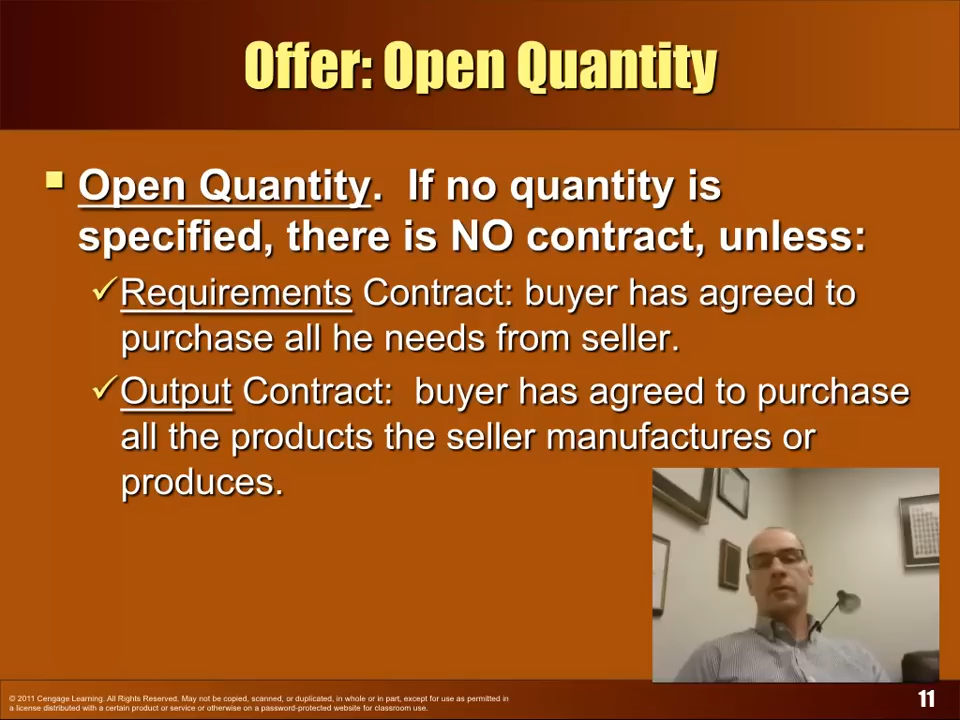 Offer: Open Quantity
Open Quantity. If no quantity is
specified, there is NO contract, unless:
Requirements Contract: buyer has agreed to
purchase all he needs from seller.
Output Contract: buyer has agreed to purchase
all the products the seller manufactures or
produces.
© 2011 Cengage Learning. All Rights Reserved. May not be copied, scanned, or duplicated, in whole or in part, except for use as permitted in
a license distributed with a certain product or service or otherwise on a password-protected website for classroom use.
11